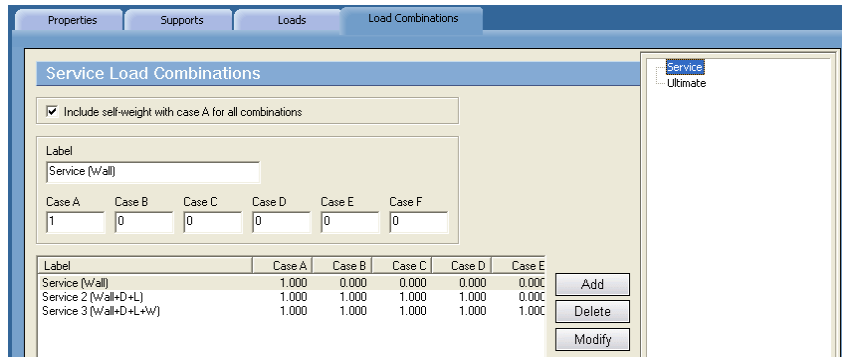 Properties Supports Loads Load Combinations
Service Load Combinations
Include self-weight with case A for all combinations
Label
Service (Wall)
Case A Case B Case C Case D Case E Case F
1 0 0 0 0 0
Label Case A Case B Case C Case D Case E
Service (Wall) 1.000 0.000 0.000 0.000 0.000
Service 2 (Wall+D+L) 1.000 1.000 1.000 1.000 0.000
Service 3 (Wall+D+L+W) 1.000 1.000 1.000 1.000 1.000
Add
Delete
Modify
Service
Ultimate